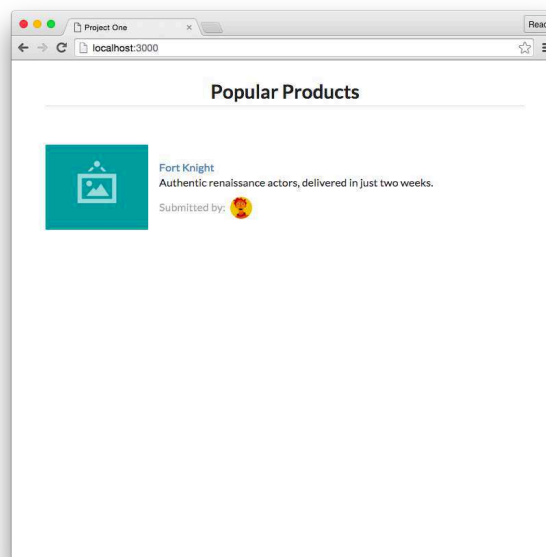 Project One
Read
localhost:3000
Popular Products
Fort Knight
Authentic renaissance actors, delivered in just two weeks.
Submitted by: